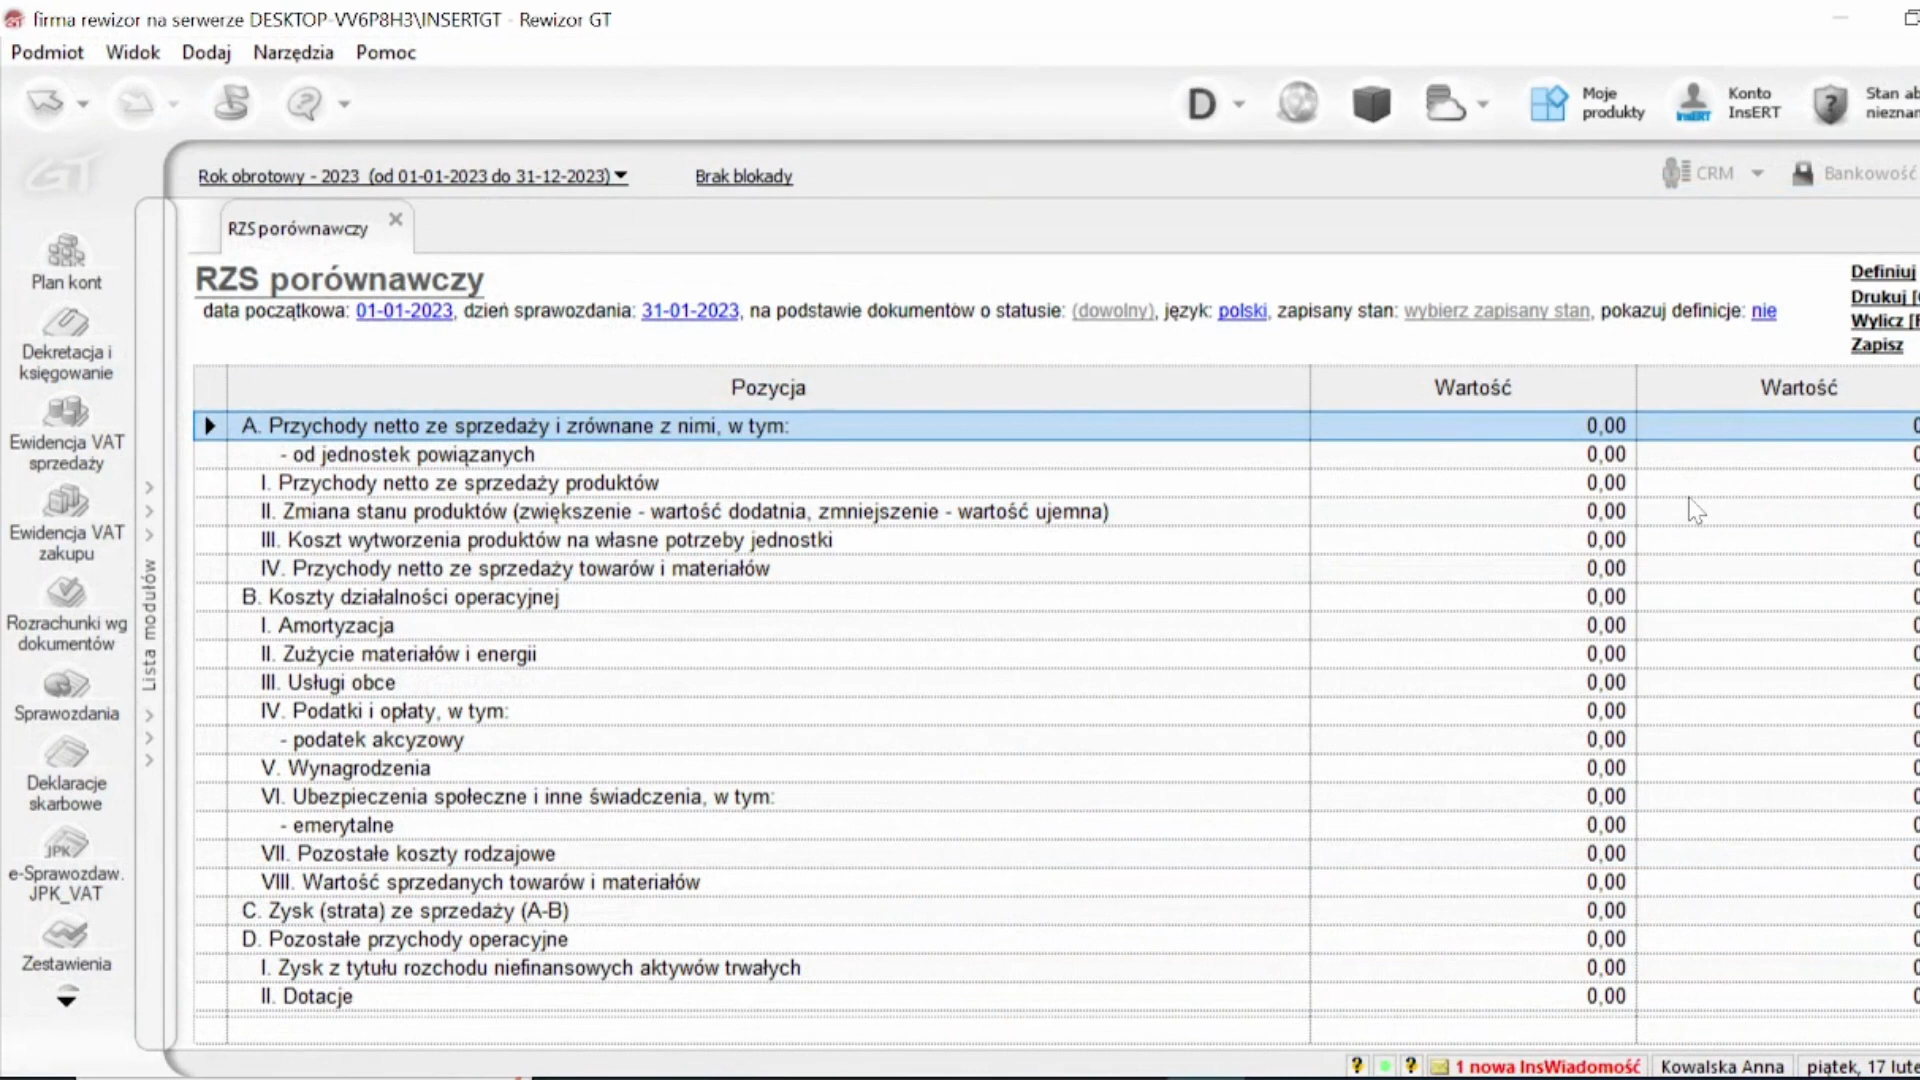 firma rewizor na serwerze DESKTOP-VV6P8H3\INSERTGT - Rewizor GT
Podmiot Widok Dodaj Narzędzia Pomoc
D
Moje produkty
Konto InsERT
InsERT
Stan
GT
Rok obrotowy - 2023 (od 01-01-2023 do 31-12-2023)
Brak blokady
CRM
Bankowość
RZS porównawczy
RZS porównawczy
data początkowa: 01-01-2023, dzień sprawozdania: 31-01-2023, na podstawie dokumentów o statusie: (dowolny), język: polski, zapisany stan: wybierz zapisany stan, pokazuj definicje: nie
Definiuj
Drukuj
Wylicz
Zapisz
Plan kont
Dekretacja i
księgowanie
Ewidencja VAT
sprzedaży
Ewidencja VAT
zakupu
Rozrachunki wg
dokumentów
Sprawozdania
Deklaracje
skarbowe
JPK
e-Sprawozdaw.
JPK_VAT
Zestawienia
Lista modułów
Pozycja Wartość Wartość
A. Przychody netto ze sprzedaży i zrównane z nimi, w tym: 0,00
- od jednostek powiązanych 0,00
I. Przychody netto ze sprzedaży produktów 0,00
II. Zmiana stanu produktów (zwiększenie - wartość dodatnia, zmniejszenie - wartość ujemna) 0,00
III. Koszt wytworzenia produktów na własne potrzeby jednostki 0,00
IV. Przychody netto ze sprzedaży towarów i materiałów 0,00
B. Koszty działalności operacyjnej 0,00
I. Amortyzacja 0,00
II. Zużycie materiałów i energii 0,00
III. Usługi obce 0,00
IV. Podatki i opłaty, w tym: 0,00
- podatek akcyzowy 0,00
V. Wynagrodzenia 0,00
VI. Ubezpieczenia społeczne i inne świadczenia, w tym: 0,00
- emerytalne 0,00
VII. Pozostałe koszty rodzajowe 0,00
VIII. Wartość sprzedanych towarów i materiałów 0,00
C. Zysk (strata) ze sprzedaży (A-B) 0,00
D. Pozostałe przychody operacyjne 0,00
I. Zysk z tytułu rozchodu niefinansowych aktywów trwałych 0,00
II. Dotacje 0,00
1 nowa InsWiadomość
Kowalska Anna
piątek, 17